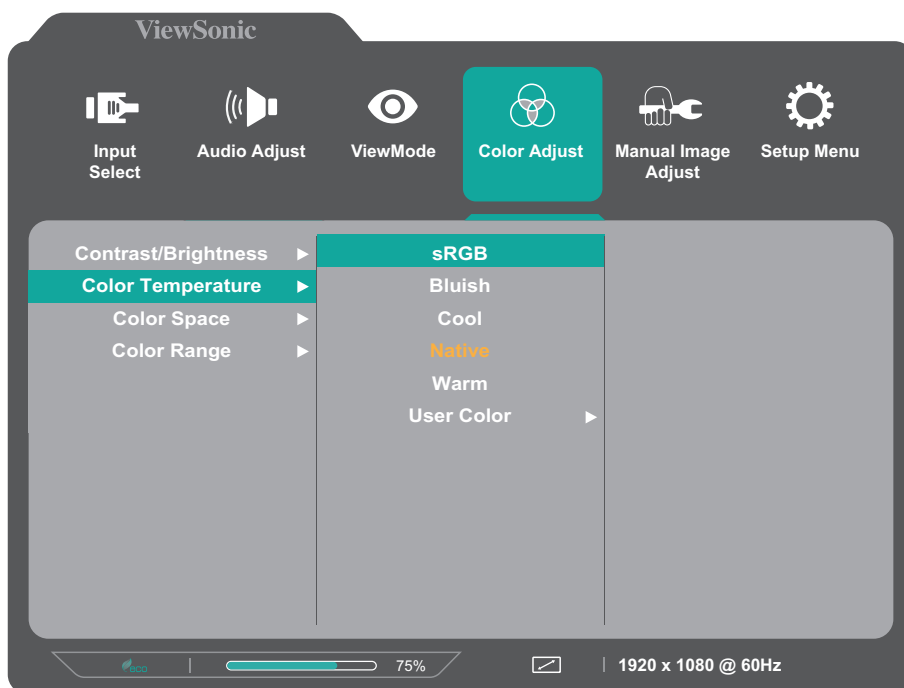 ViewSonic
Input
Select
Audio Adjust
ViewMode
Color Adjust
Manual Image
Adjust
Setup Menu
Contrast/Brightness
Color Temperature
Color Space
Color Range
sRGB
Bluish
Cool
Native
Warm
User Color
eco
75%
1920 x 1080 @ 60Hz